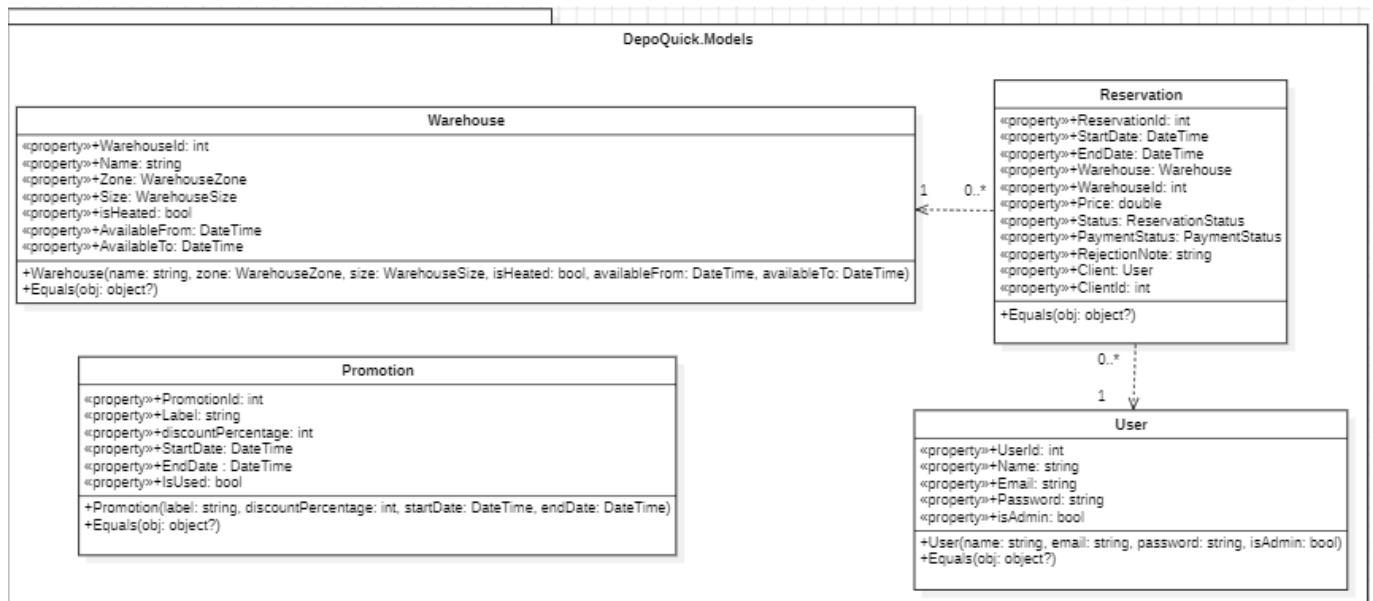 DepoQuick.Models
Warehouse
«property»+WarehouseId: int
«property»+Name: string
«property»+Zone: WarehouseZone
«property»+Size: WarehouseSize
«property»+isHeated: bool
«property»+AvailableFrom: DateTime
«property»+AvailableTo: DateTime
+Warehouse(name: string, zone: WarehouseZone, size: WarehouseSize, isHeated: bool, availableFrom: DateTime, availableTo: DateTime)
+Equals(obj: object?)
1
0..*
Reservation
«property»+ReservationId: int
«property»+StartDate: DateTime
«property»+EndDate: DateTime
«property»+Warehouse: Warehouse
«property»+WarehouseId: int
«property»+Price: double
«property»+Status: ReservationStatus
«property»+PaymentStatus: PaymentStatus
«property»+RejectionNote: string
«property»+Client: User
«property»+ClientId: int
+Equals(obj: object?)
0..*
1
Promotion
«property»+PromotionId: int
«property»+Label: string
«property»+discountPercentage: int
«property»+StartDate: DateTime
«property»+EndDate : DateTime
«property»+IsUsed: bool
+Promotion(label: string, discountPercentage: int, startDate: DateTime, endDate: DateTime)
+Equals(obj: object?)
User
«property»+UserId: int
«property»+Name: string
«property»+Email: string
«property»+Password: string
«property»+isAdmin: bool
+User(name: string, email: string, password: string, isAdmin: bool)
+Equals(obj: object?)